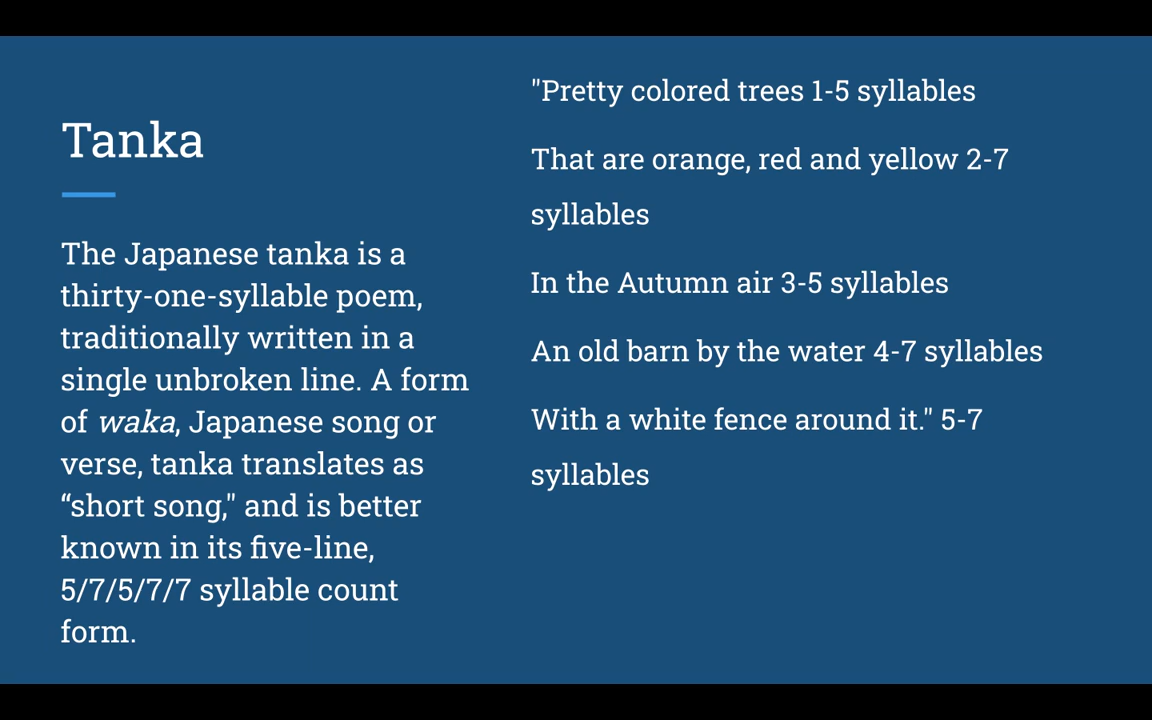 Tanka
The Japanese tanka is a
thirty-one-syllable poem,
traditionally written in a
single unbroken line. A form
of waka, Japanese song or
verse, tanka translates as
“short song," and is better
known in its five-line,
5/7/5/7/7 syllable count
form.
"Pretty colored trees 1-5 syllables
That are orange, red and yellow 2-7
syllables
In the Autumn air 3-5 syllables
An old barn by the water 4-7 syllables
With a white fence around it." 5-7
syllables